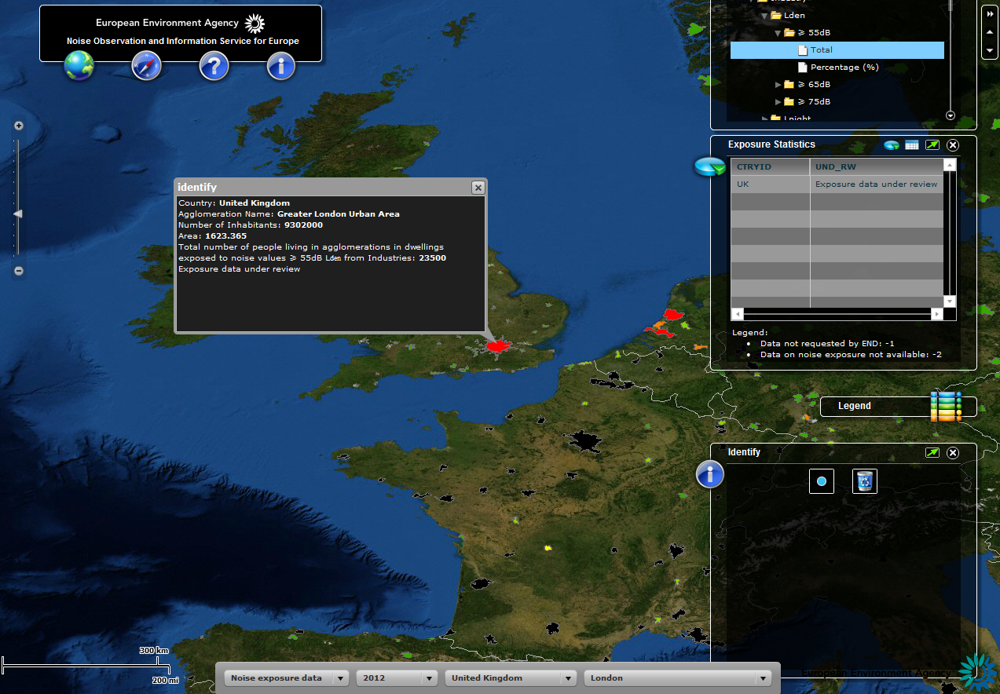 European Environment Agency
Noise Observation and Information Service for Europe
Lden
≥ 55dB
Total
Percentage (%)
≥ 65dB
≥ 75dB
Lnight
Exposure Statistics
CTRYID UND_RW
UK Exposure data under review
Legend:
• Data not requested by END: -1
• Data on noise exposure not available: -2
identify
Country: United Kingdom
Agglomeration Name: Greater London Urban Area
Number of Inhabitants: 9302000
Area: 1623.365
Total number of people living in agglomerations in dwellings
exposed to noise values ≥ 55dB Lden from Industries: 23500
Exposure data under review
Legend
Identify
300 km
200 mi
Noise exposure data 2012 United Kingdom London
European Environment Agency